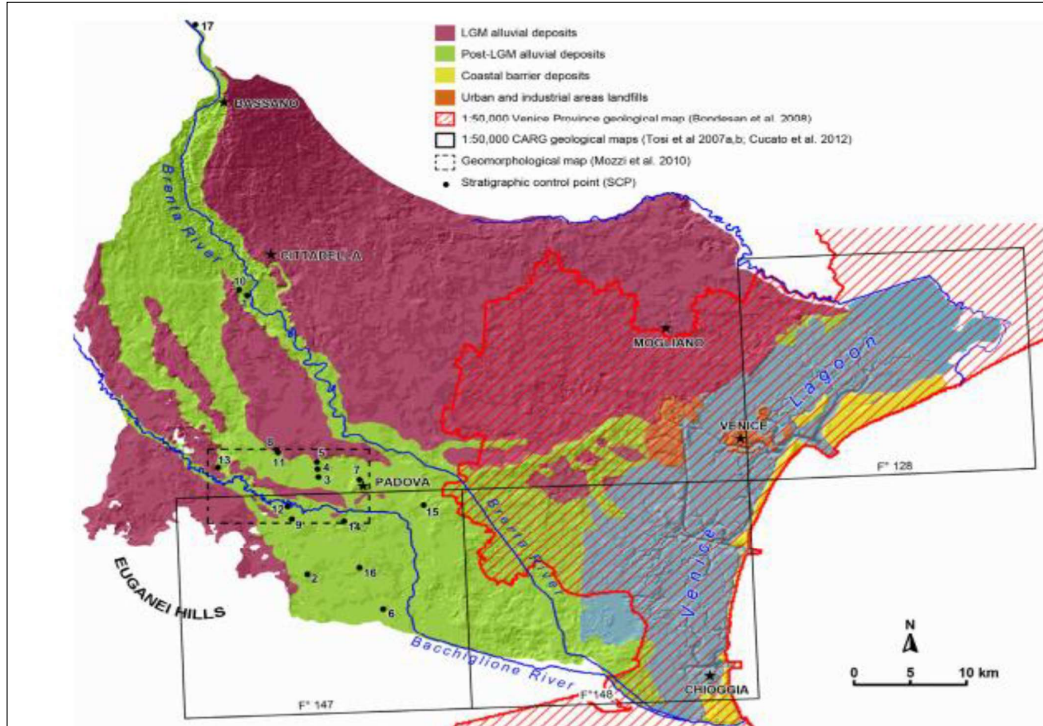 17
LGM alluvial deposits
Post-LGM alluvial deposits
Coastal barrier deposits
Urban and industrial areas landfills
1:50,000 Venice Province geological map (Bondesan et al. 2008)
1:50,000 CARG geological maps (Tosi et al 2007a,b; Cucato et al. 2012)
Geomorphological map (Mozzi et al. 2010)
Stratigraphic control point (SCP)
BASSANO
Brenta River
CITTADELLA
10
1
MOGLIANO
Lagoon
VENICE
F° 128
8
11
5
13
4
3
7
PADOVA
12
9
14
15
Brenta River
Venice
2
16
6
EUGANEI HILLS
Bacchiglione River
F° 147
F° 148
CHIOGGIA
N
0 5 10 km